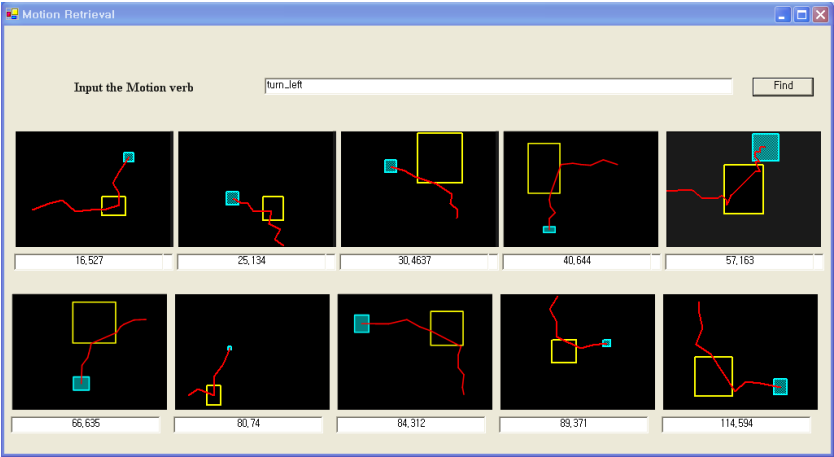 Motion Retrieval
Input the Motion verb
turn_left
Find
16,527
25,134
30,4637
40,644
57,163
66,635
80,74
84,312
89,371
114,594